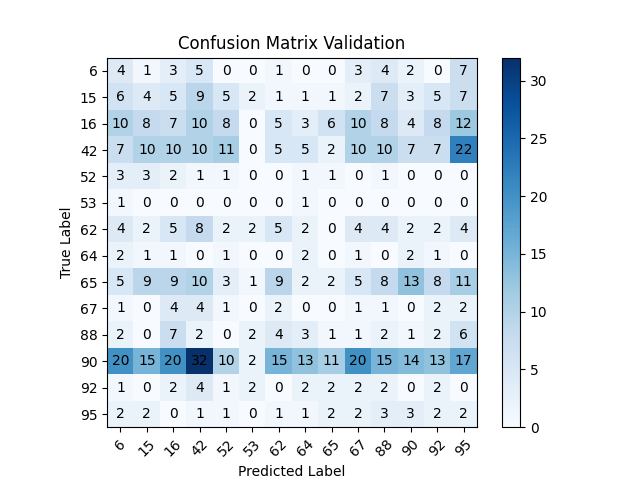 Confusion Matrix Validation
6 4 1 3 5 0 0 1 0 0 3 4 2 0 7
15 6 4 5 9 5 2 1 1 1 2 7 3 5 7
16 10 8 7 10 8 0 5 3 6 10 8 4 8 12
42 7 10 10 10 11 0 5 5 2 10 10 7 7 22
52 3 3 2 1 1 0 0 1 1 0 1 0 0 0
53 1 0 0 0 0 0 0 1 0 0 0 0 0 0
62 4 2 5 8 2 2 5 2 0 4 4 2 2 4
64 2 1 1 0 1 0 0 2 0 1 0 2 1 0
65 5 9 9 10 3 1 9 2 2 5 8 13 8 11
67 1 0 4 4 1 0 2 0 0 1 1 0 2 2
88 2 0 7 2 0 2 4 3 1 1 2 1 2 6
90 20 15 20 32 10 2 15 13 11 20 15 14 13 17
92 1 0 2 4 1 2 0 2 2 2 2 0 2 0
95 2 2 0 1 1 0 1 1 2 2 3 3 2 2
6 15 16 42 52 53 62 64 65 67 88 90 92 95
Predicted Label
True Label
30
25
20
15
10
5
0